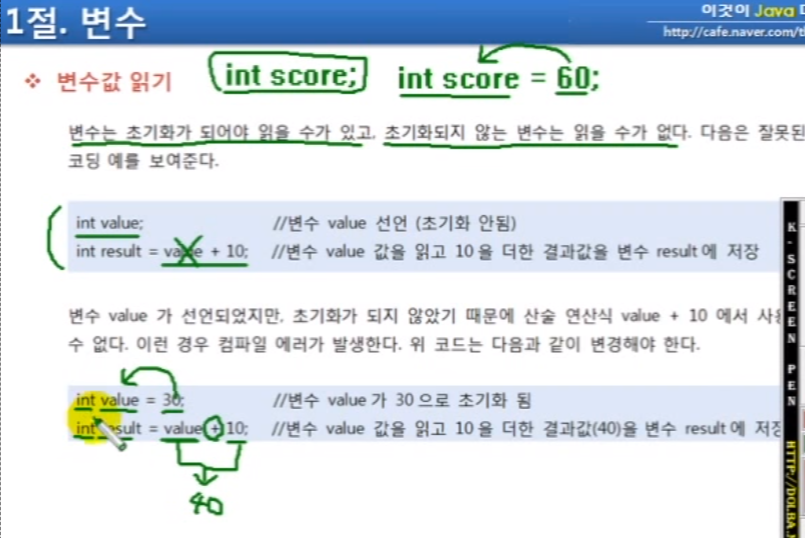 1절. 변수
이것이 Java
http://cafe.naver.com/th
❖ 변수값 읽기
int score;
int score = 60;
변수는 초기화가 되어야 읽을 수가 있고, 초기화되지 않는 변수는 읽을 수가 없다. 다음은 잘못된
코딩 예를 보여준다.
int value; //변수 value 선언 (초기화 안됨)
int result = value + 10; //변수 value 값을 읽고 10을 더한 결과값을 변수 result에 저장
변수 value 가 선언되었지만, 초기화가 되지 않았기 때문에 산술 연산식 value + 10 에서
수 없다. 이런 경우 컴파일 에러가 발생한다. 위 코드는 다음과 같이 변경해야 한다.
int value = 30; //변수 value가 30으로 초기화 됨
int result = value + 10; //변수 value 값을 읽고 10을 더한 결과값(40)을 변수 result에 저장
40
K-SCREEN PEN HTTP://DOLBA.N